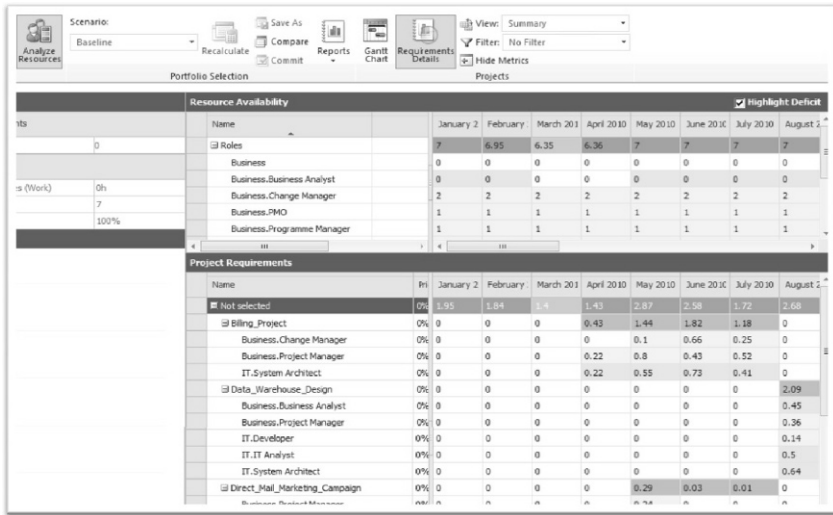 Scenario:
Baseline
Analyze
Resources
Recalculate
Save As
Compare
Commit
Reports
Gantt
Chart
Requirements
Details
View: Summary
Filter: No Filter
Hide Metrics
Portfolio Selection
Projects
nts
0
es (Work) 0h
7
100%
Resource Availability Highlight Deficit
Name January 2 February March 201 April 2010 May 2010 June 2010 July 2010 August 2
Roles 7 6.95 6.35 6.36 7 7 7 7
Business 0 0 0 0 0 0 0 0
Business.Business Analyst 0 0 0 0 0 0 0 0
Business.Change Manager 2 2 2 2 2 2 2 2
Business.PMO 1 1 1 1 1 1 1 1
Business.Programme Manager 1 1 1 1 1 1 1 1
Project Requirements
Name Pri January 2 February March 201 April 2010 May 2010 June 2010 July 2010 August 2
Not selected 0% 1.95 1.84 1.4 1.43 2.87 2.58 1.72 2.68
Billing_Project 0% 0 0 0 0.43 1.44 1.82 1.18 0
Business.Change Manager 0% 0 0 0 0 0.1 0.66 0.25 0
Business.Project Manager 0% 0 0 0 0.22 0.8 0.43 0.52 0
IT.System Architect 0% 0 0 0 0.22 0.55 0.73 0.41 0
Data_Warehouse_Design 0% 0 0 0 0 0 0 0 2.09
Business.Business Analyst 0% 0 0 0 0 0 0 0 0.45
Business.Project Manager 0% 0 0 0 0 0 0 0 0.36
IT.Developer 0% 0 0 0 0 0 0 0 0.14
IT.IT Analyst 0% 0 0 0 0 0 0 0 0.5
IT.System Architect 0% 0 0 0 0 0 0 0 0.64
Direct_Mail_Marketing_Campaign 0% 0 0 0 0 0.29 0.03 0.01 0
Business.Project Manager 0% 0 0 0 0 0.24